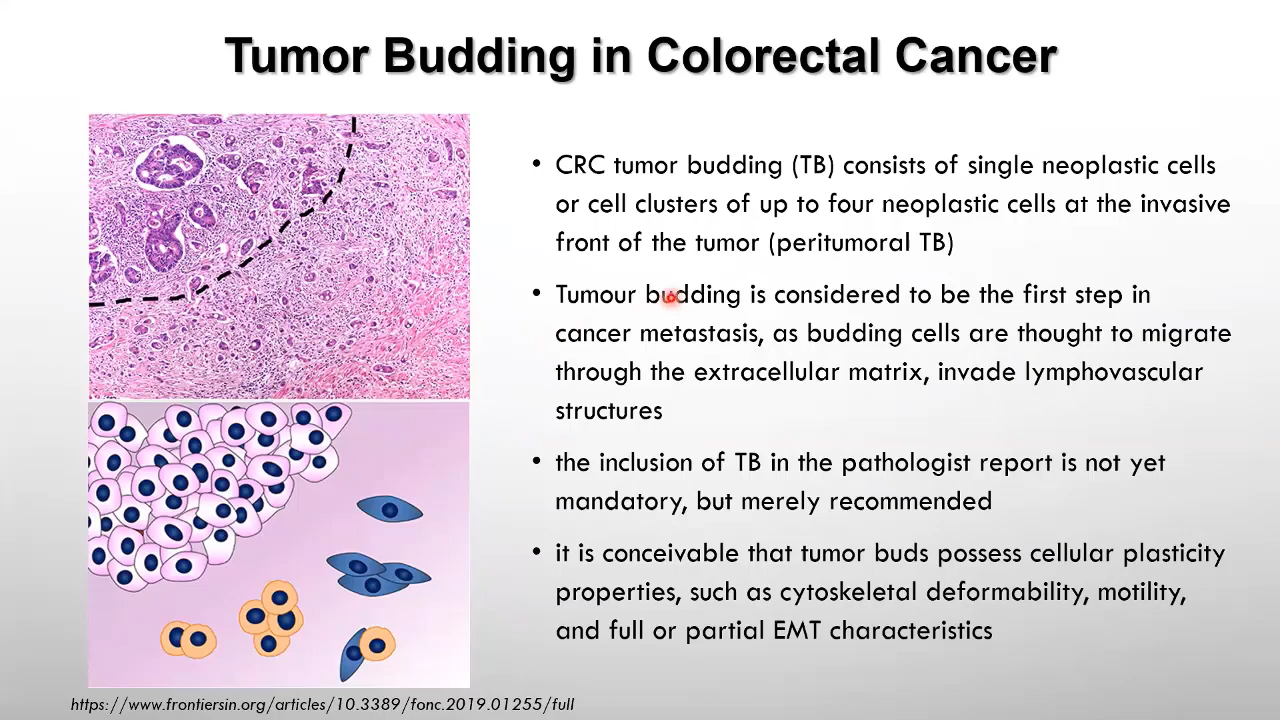 Tumor Budding in Colorectal Cancer
• CRC tumor budding (TB) consists of single neoplastic cells
or cell clusters of up to four neoplastic cells at the invasive
front of the tumor (peritumoral TB)
• Tumour budding is considered to be the first step in
cancer metastasis, as budding cells are thought to migrate
through the extracellular matrix, invade lymphovascular
structures
• the inclusion of TB in the pathologist report is not yet
mandatory, but merely recommended
• it is conceivable that tumor buds possess cellular plasticity
properties, such as cytoskeletal deformability, motility,
and full or partial EMT characteristics
https://www.frontiersin.org/articles/10.3389/fonc.2019.01255/full